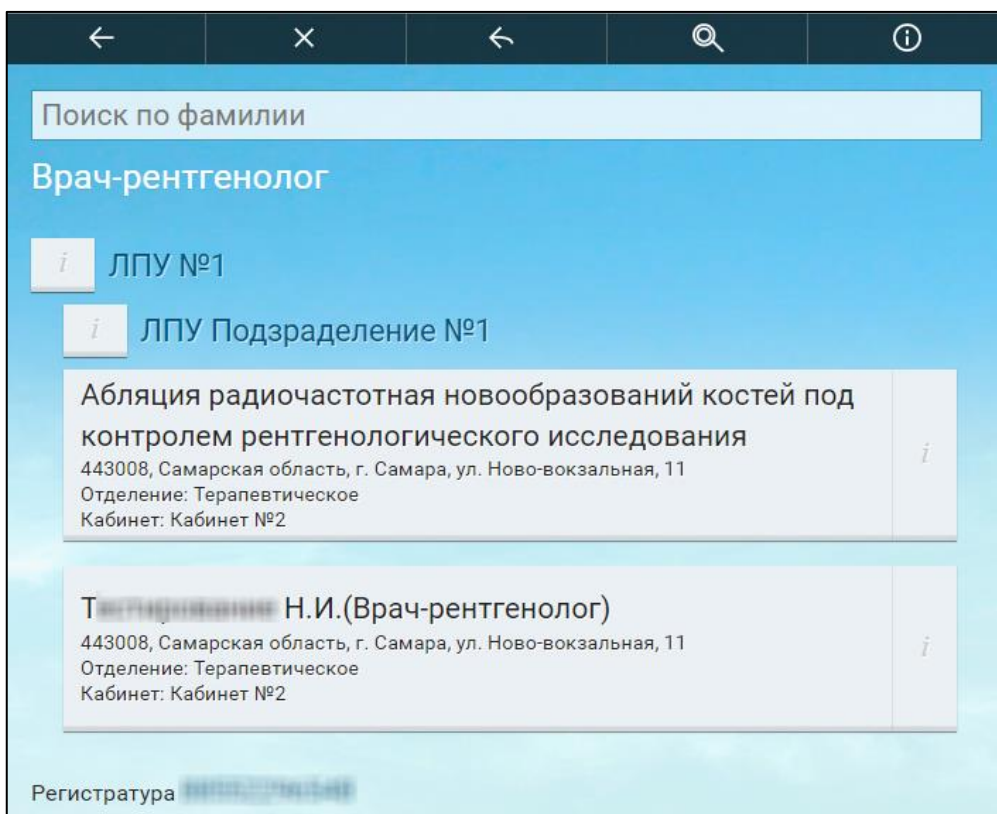 Поиск по фамилии
Врач-рентгенолог
i ЛПУ №1
i ЛПУ Подзраделение №1
Абляция радиочастотная новообразований костей под
контролем рентгенологического исследования
443008, Самарская область, г. Самара, ул. Ново-вокзальная, 11
Отделение: Терапевтическое
Кабинет: Кабинет №2
i
Н.И.(Врач-рентгенолог)
443008, Самарская область, г. Самара, ул. Ново-вокзальная, 11
Отделение: Терапевтическое
Кабинет: Кабинет №2
i
Регистратура